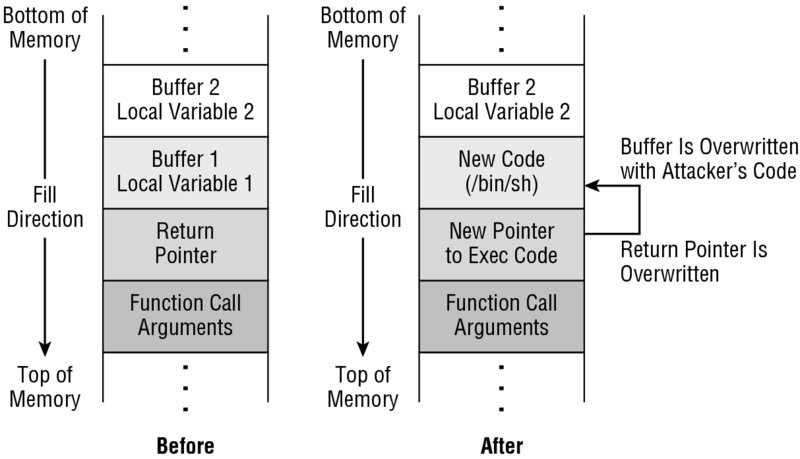 Bottom of
Memory
Fill
Direction
Top of
Memory
Buffer 2
Local Variable 2
Buffer 1
Local Variable 1
Return
Pointer
Function Call
Arguments
Before
Bottom of
Memory
Fill
Direction
Top of
Memory
Buffer 2
Local Variable 2
New Code
(/bin/sh)
New Pointer
to Exec Code
Function Call
Arguments
After
Buffer Is Overwritten
with Attacker’s Code
Return Pointer Is
Overwritten